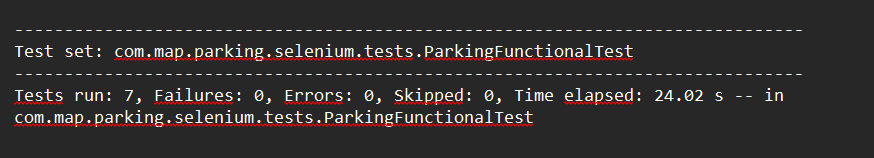 -------------------------------------------------------------------------------
Test set: com.map.parking.selenium.tests.ParkingFunctionalTest
-------------------------------------------------------------------------------
Tests run: 7, Failures: 0, Errors: 0, Skipped: 0, Time elapsed: 24.02 s -- in
com.map.parking.selenium.tests.ParkingFunctionalTest